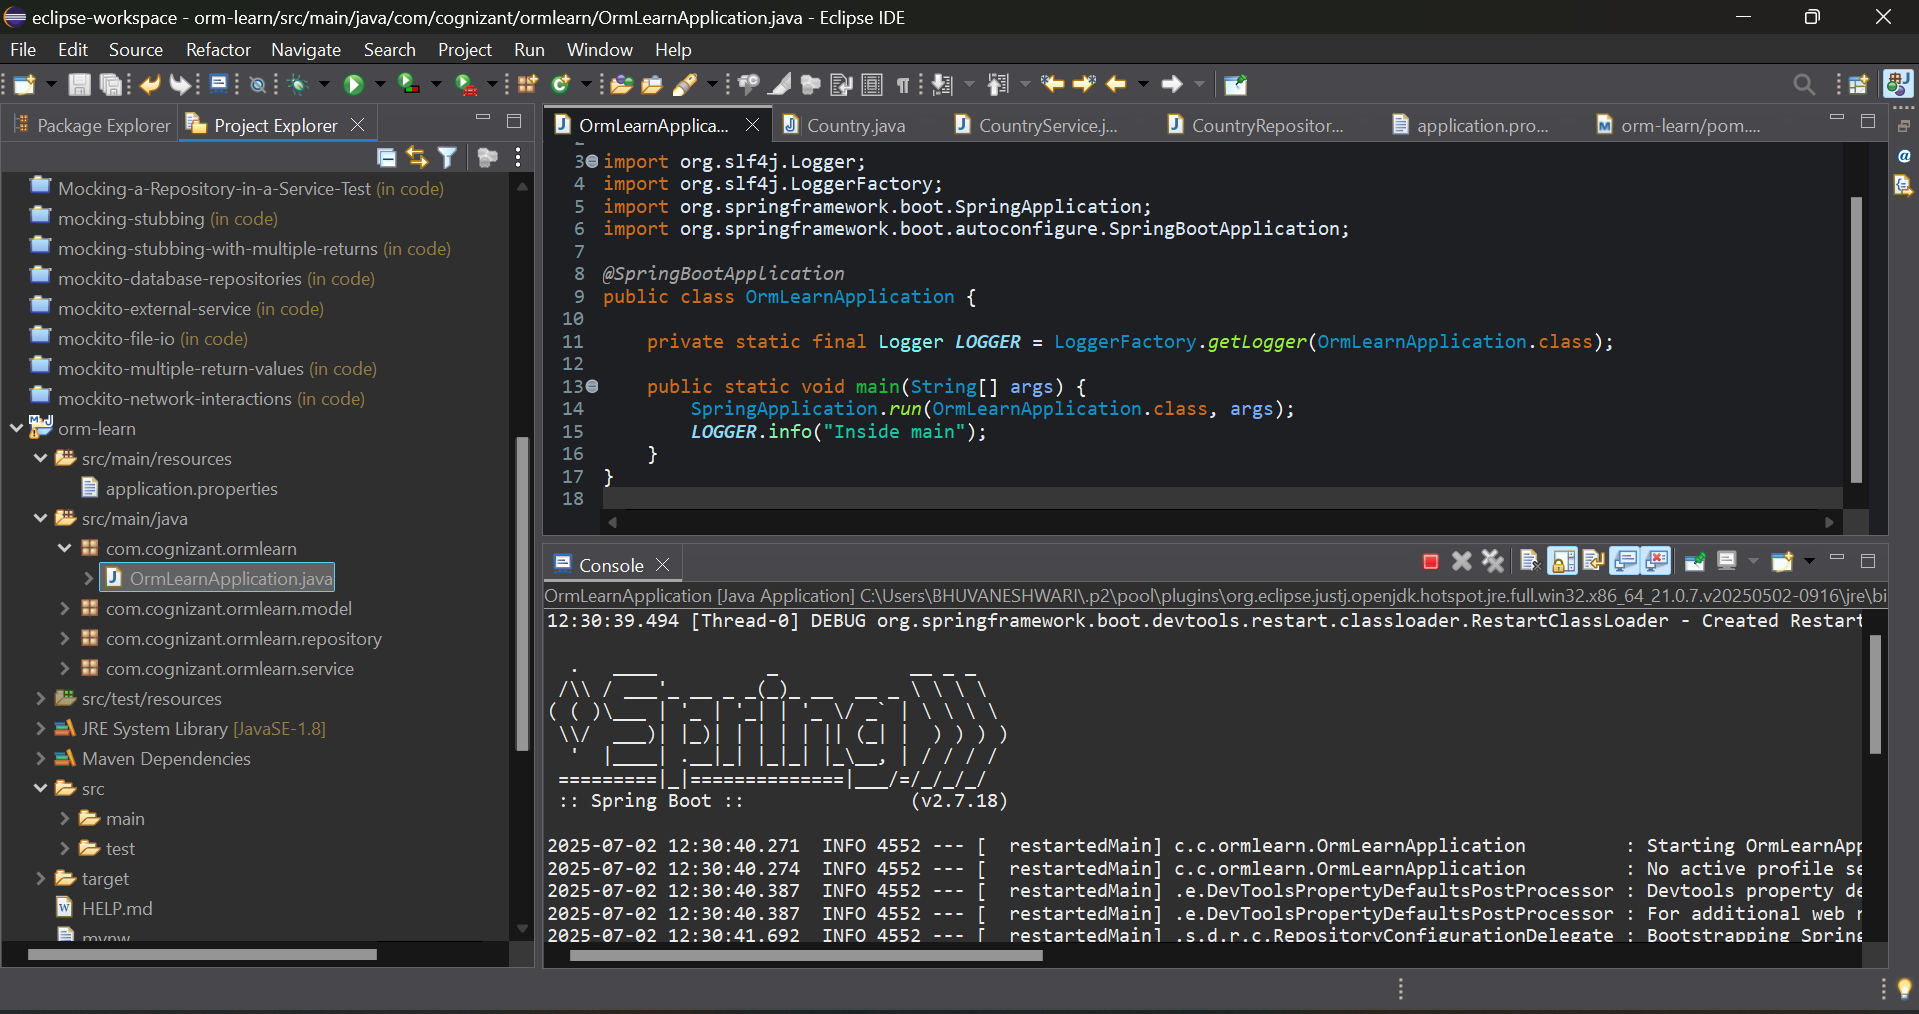 eclipse-workspace - orm-learn/src/main/java/com/cognizant/ormlearn/OrmLearnApplication.java - Eclipse IDE
File Edit Source Refactor Navigate Search Project Run Window Help
Package Explorer
Project Explorer
Mocking-a-Repository-in-a-Service-Test (in code)
mocking-stubbing (in code)
mocking-stubbing-with-multiple-returns (in code)
mockito-database-repositories (in code)
mockito-external-service (in code)
mockito-file-io (in code)
mockito-multiple-return-values (in code)
mockito-network-interactions (in code)
orm-learn
src/main/resources
application.properties
src/main/java
com.cognizant.ormlearn
OrmLearnApplication.java
com.cognizant.ormlearn.model
com.cognizant.ormlearn.repository
com.cognizant.ormlearn.service
src/test/resources
JRE System Library [JavaSE-1.8]
Maven Dependencies
src
main
test
target
HELP.md
mvnw
OrmLearnApplica... Country.java CountryService.j... CountryRepositor... application.pro... orm-learn/pom....
3 import org.slf4j.Logger;
4 import org.slf4j.LoggerFactory;
5 import org.springframework.boot.SpringApplication;
6 import org.springframework.boot.autoconfigure.SpringBootApplication;
7
8 @SpringBootApplication
9 public class OrmLearnApplication {
10
11 private static final Logger LOGGER = LoggerFactory.getLogger(OrmLearnApplication.class);
12
13 public static void main(String[] args) {
14 SpringApplication.run(OrmLearnApplication.class, args);
15 LOGGER.info("Inside main");
16 }
17 }
18
Console
OrmLearnApplication [Java Application] C:\Users\BHUVANESHWARI\.p2\pool\plugins\org.eclipse.justj.openjdk.hotspot.jre.full.win32.x86_64_21.0.7.v20250502-0916\jre\bi
12:30:39.494 [Thread-0] DEBUG org.springframework.boot.devtools.restart.classloader.RestartClassLoader - Created Restart
Spring
:: Spring Boot :: (v2.7.18)
2025-07-02 12:30:40.271 INFO 4552 --- [ restartedMain] c.c.ormlearn.OrmLearnApplication : Starting OrmLearnApp
2025-07-02 12:30:40.274 INFO 4552 --- [ restartedMain] c.c.ormlearn.OrmLearnApplication : No active profile se
2025-07-02 12:30:40.387 INFO 4552 --- [ restartedMain] .e.DevToolsPropertyDefaultsPostProcessor : Devtools property de
2025-07-02 12:30:40.387 INFO 4552 --- [ restartedMain] .e.DevToolsPropertyDefaultsPostProcessor : For additional web r
2025-07-02 12:30:41.692 INFO 4552 --- [ restartedMain] .s.d.r.c.RepositoryConfigurationDelegate : Bootstrapping Spring